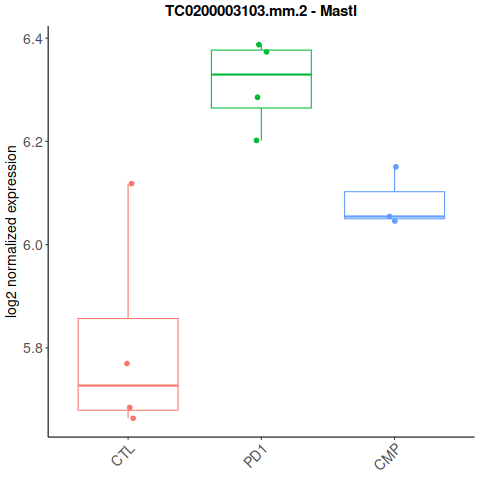 TC0200003103.mm.2 - Mastl
log2 normalized expression
6.4
6.2
6.0
5.8
CTL
PD1
CMP